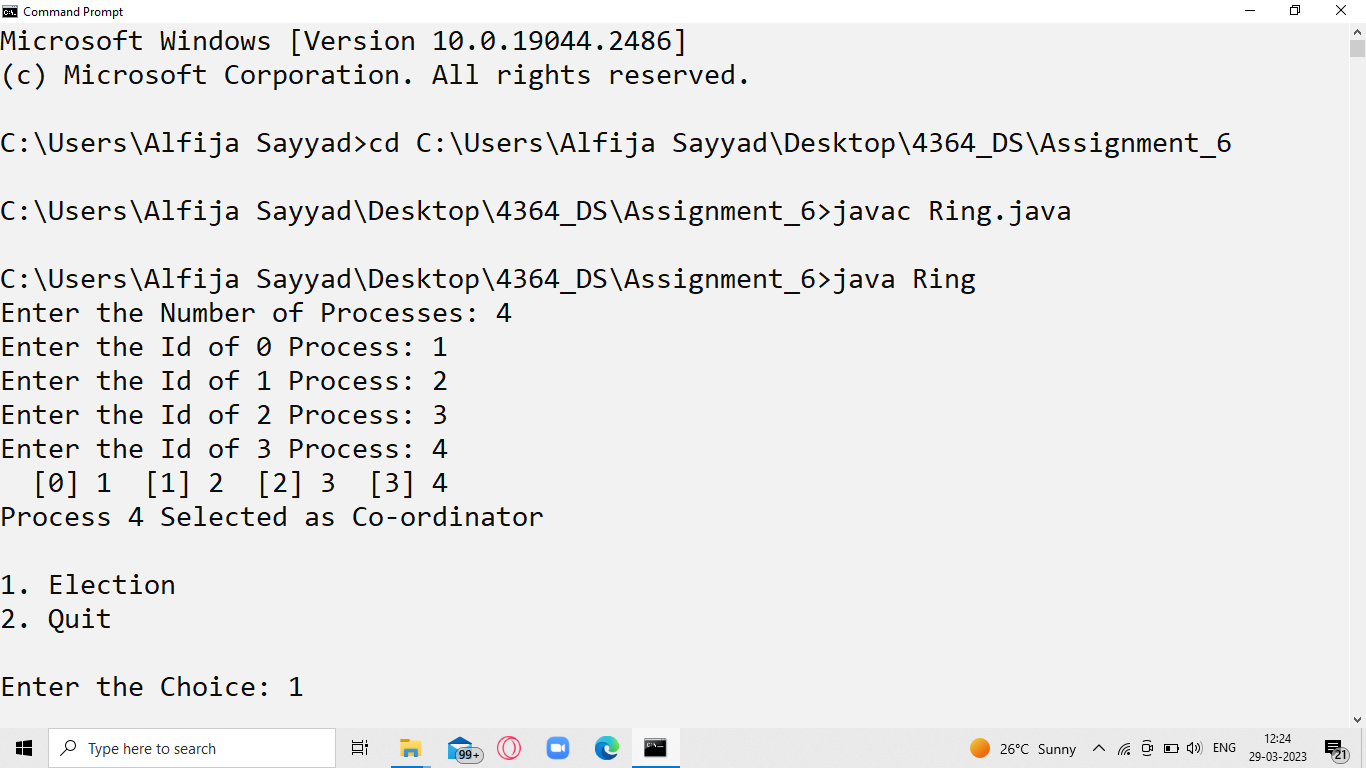 Command Prompt
Microsoft Windows [Version 10.0.19044.2486]
(c) Microsoft Corporation. All rights reserved.
C:\Users\Alfija Sayyad>cd C:\Users\Alfija Sayyad\Desktop\4364_DS\Assignment_6
C:\Users\Alfija Sayyad\Desktop\4364_DS\Assignment_6>javac Ring.java
C:\Users\Alfija Sayyad\Desktop\4364_DS\Assignment_6>java Ring
Enter the Number of Processes: 4
Enter the Id of 0 Process: 1
Enter the Id of 1 Process: 2
Enter the Id of 2 Process: 3
Enter the Id of 3 Process: 4
  [0] 1  [1] 2  [2] 3  [3] 4
Process 4 Selected as Co-ordinator
1. Election
2. Quit
Enter the Choice: 1
Type here to search
99+
26°C Sunny
ENG
12:24
29-03-2023
21